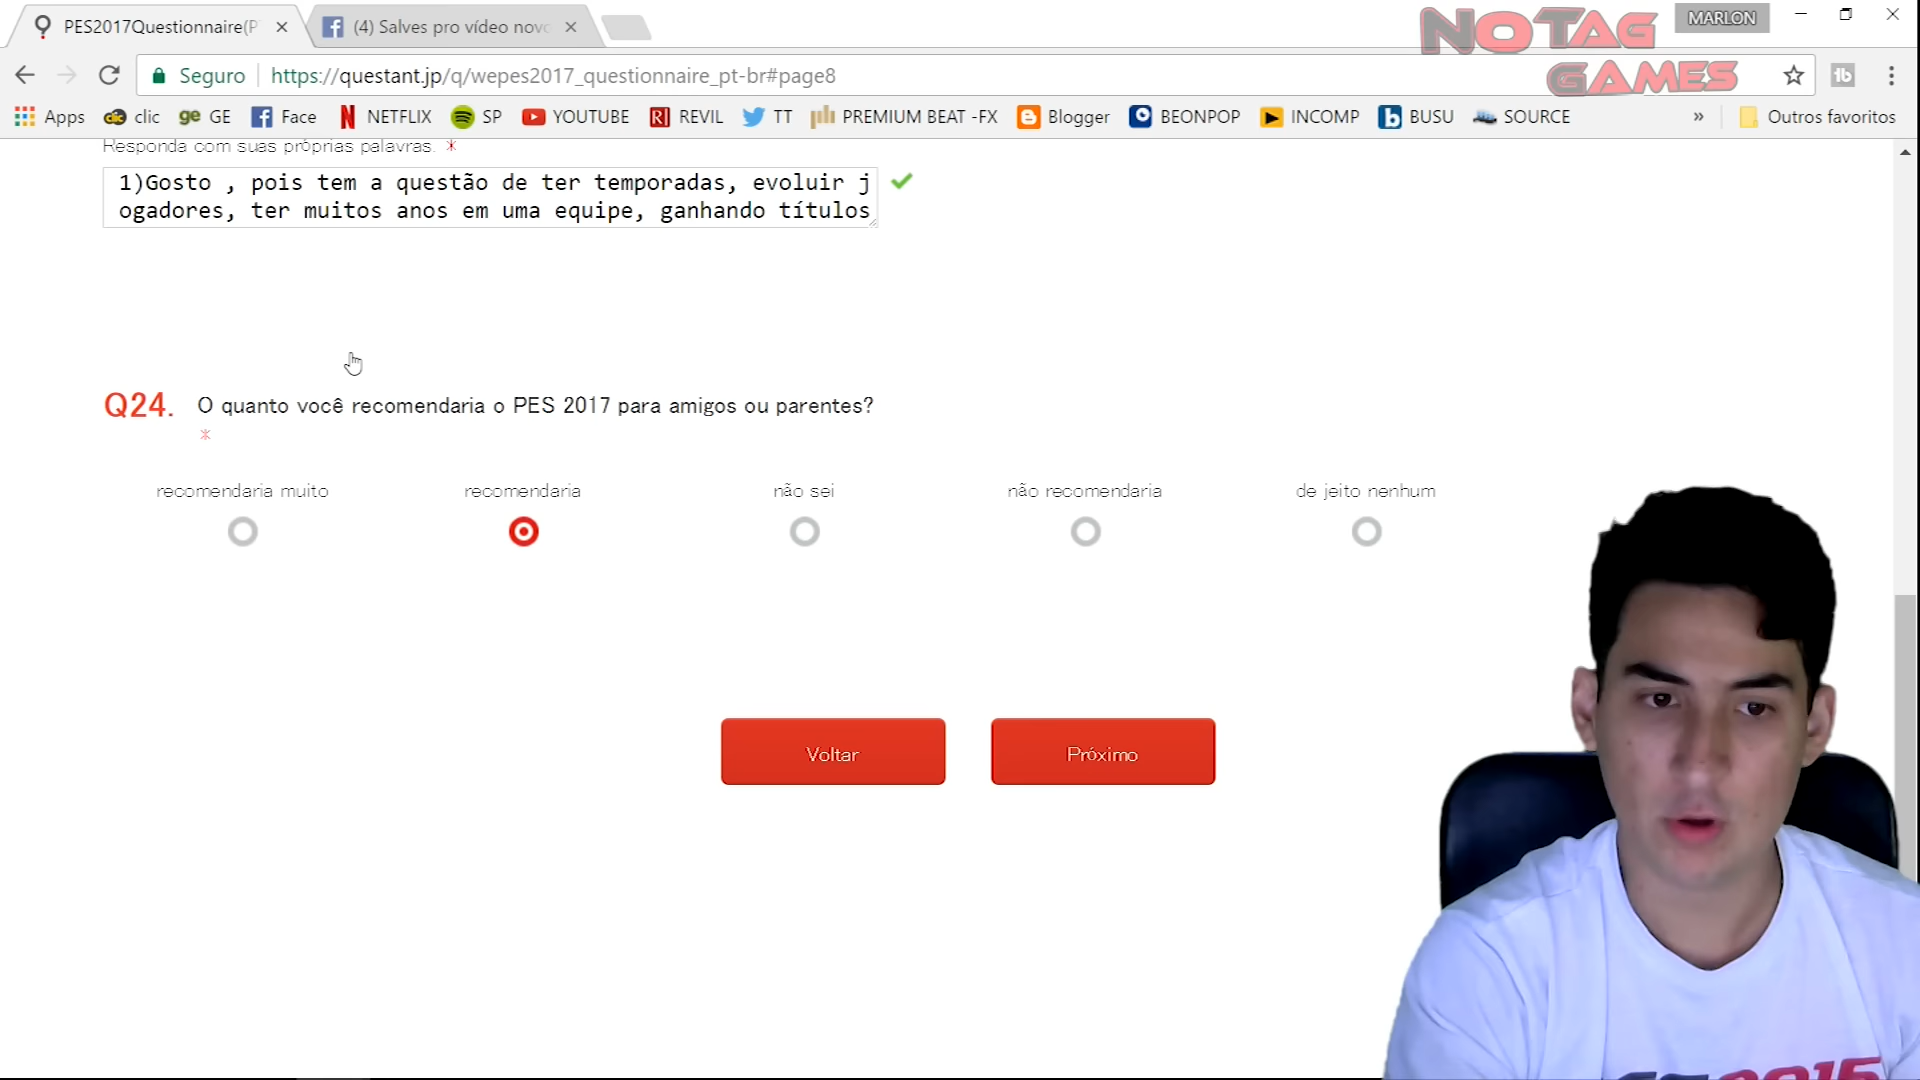 PES2017Questionnaire(P
(4) Salves pro vídeo novo
NoTAG
GAMES
MARLON
Seguro
https://questant.jp/q/wepes2017_questionnaire_pt-br#page8
Apps
clic
GE
Face
NETFLIX
SP
YOUTUBE
REVIL
TT
PREMIUM BEAT -FX
Blogger
BEONPOP
INCOMP
BUSU
SOURCE
»
Outros favoritos
Responda com suas próprias palavras. *
1)Gosto , pois tem a questão de ter temporadas, evoluir j
ogadores, ter muitos anos em uma equipe, ganhando títulos
Q24. O quanto você recomendaria o PES 2017 para amigos ou parentes?
*
recomendaria muito
recomendaria
não sei
não recomendaria
de jeito nenhum
Voltar
Próximo